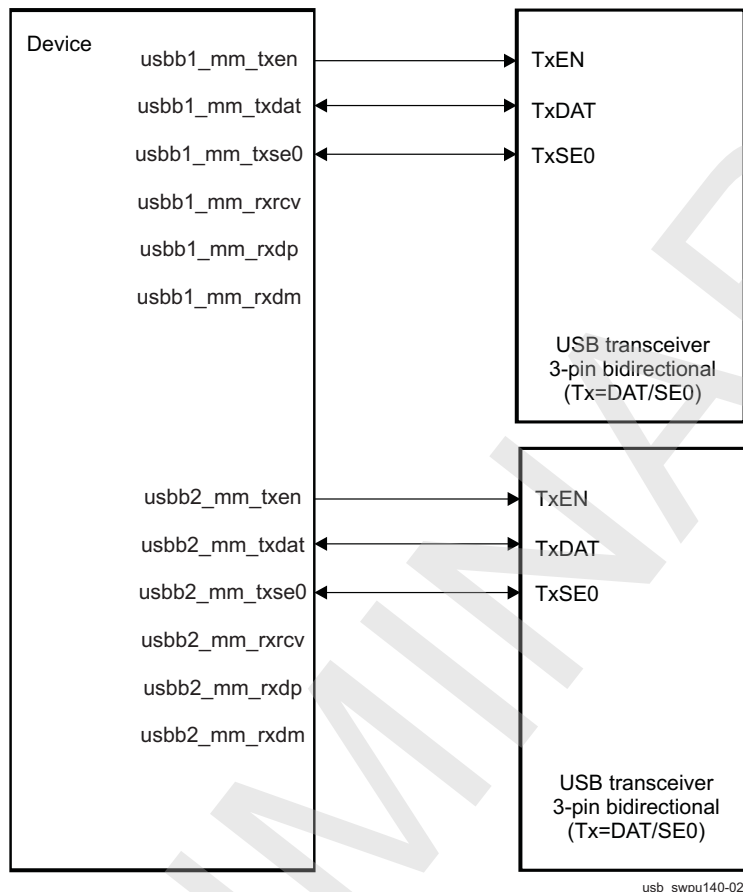 Device
usbb1_mm_txen
TxEN
usbb1_mm_txdat
TxDAT
usbb1_mm_txse0
TxSE0
usbb1_mm_rxrcv
usbb1_mm_rxdp
usbb1_mm_rxdm
USB transceiver
3-pin bidirectional
(Tx=DAT/SE0)
usbb2_mm_txen
TxEN
usbb2_mm_txdat
TxDAT
usbb2_mm_txse0
TxSE0
usbb2_mm_rxrcv
usbb2_mm_rxdp
usbb2_mm_rxdm
USB transceiver
3-pin bidirectional
(Tx=DAT/SE0)
usb_swpu140-02